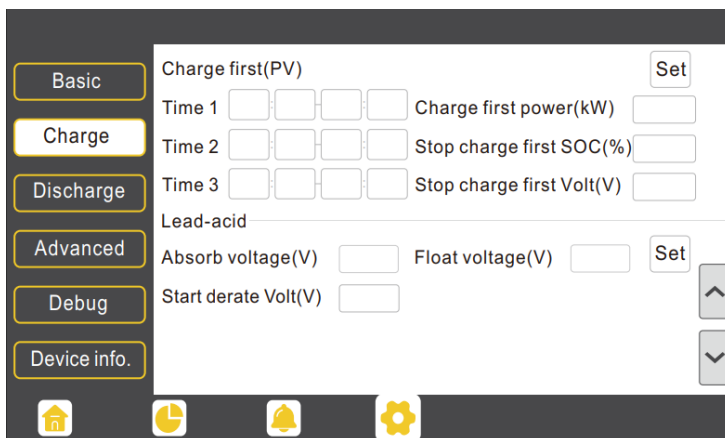 Basic
Charge
Discharge
Advanced
Debug
Device info.
Charge first(PV) Set
Time 1 : - : Charge first power(kW)
Time 2 : - : Stop charge first SOC(%)
Time 3 : - : Stop charge first Volt(V)
Lead-acid
Absorb voltage(V) Float voltage(V) Set
Start derate Volt(V)